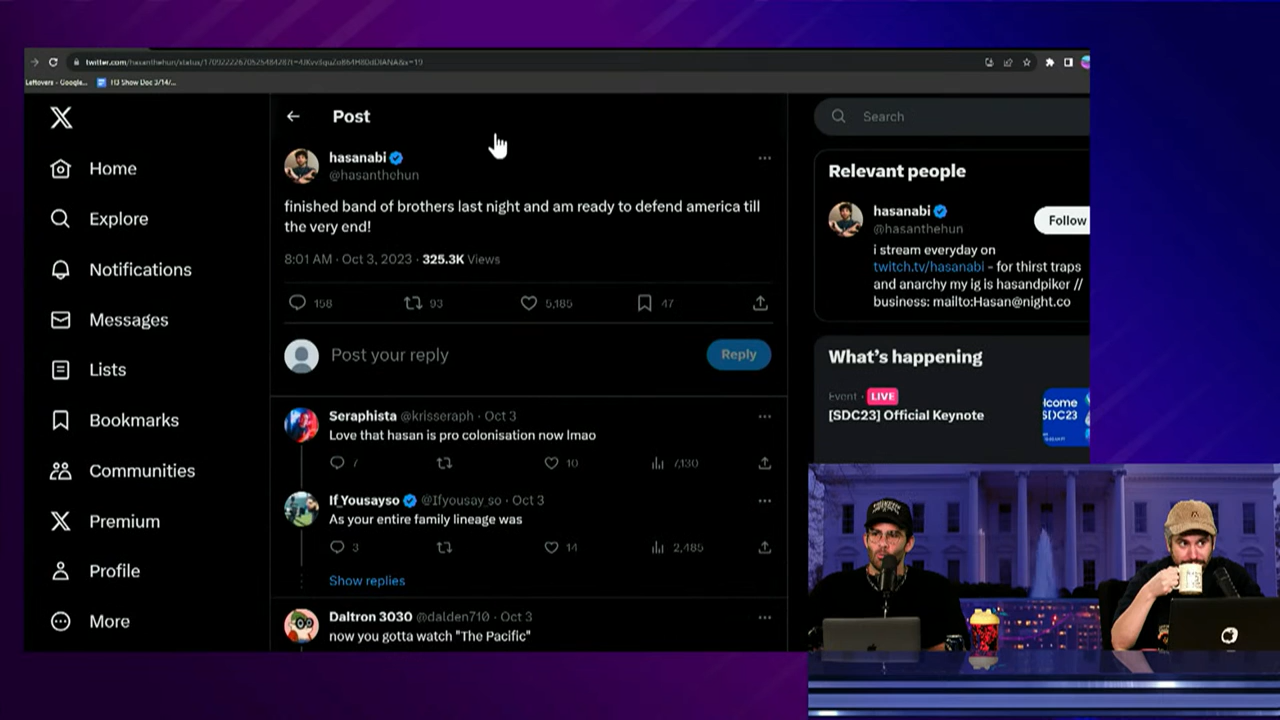 Leftovers - Google...
H3 Show Doc 3/14/...
Home
Explore
Notifications
Messages
Lists
Bookmarks
Communities
Premium
Profile
More
Post
hasanabi
@hasanthehun
finished band of brothers last night and am ready to defend america till
the very end!
8:01 AM · Oct 3, 2023 · 325.3K Views
158 93 5,185 47
Post your reply
Reply
Seraphista @krisseraph · Oct 3
Love that hasan is pro colonisation now lmao
7 10 7,130
If_Yousayso @Ifyousay_so · Oct 3
As your entire family lineage was
3 14 2,485
Show replies
Daltron 3030 @dalden710 · Oct 3
now you gotta watch "The Pacific"
Search
Relevant people
hasanabi
@hasanthehun
Follow
i stream everyday on
twitch.tv/hasanabi - for thirst traps
and anarchy my ig is hasandpiker //
business: mailto:Hasan@night.co
What's happening
Event · LIVE
[SDC23] Official Keynote